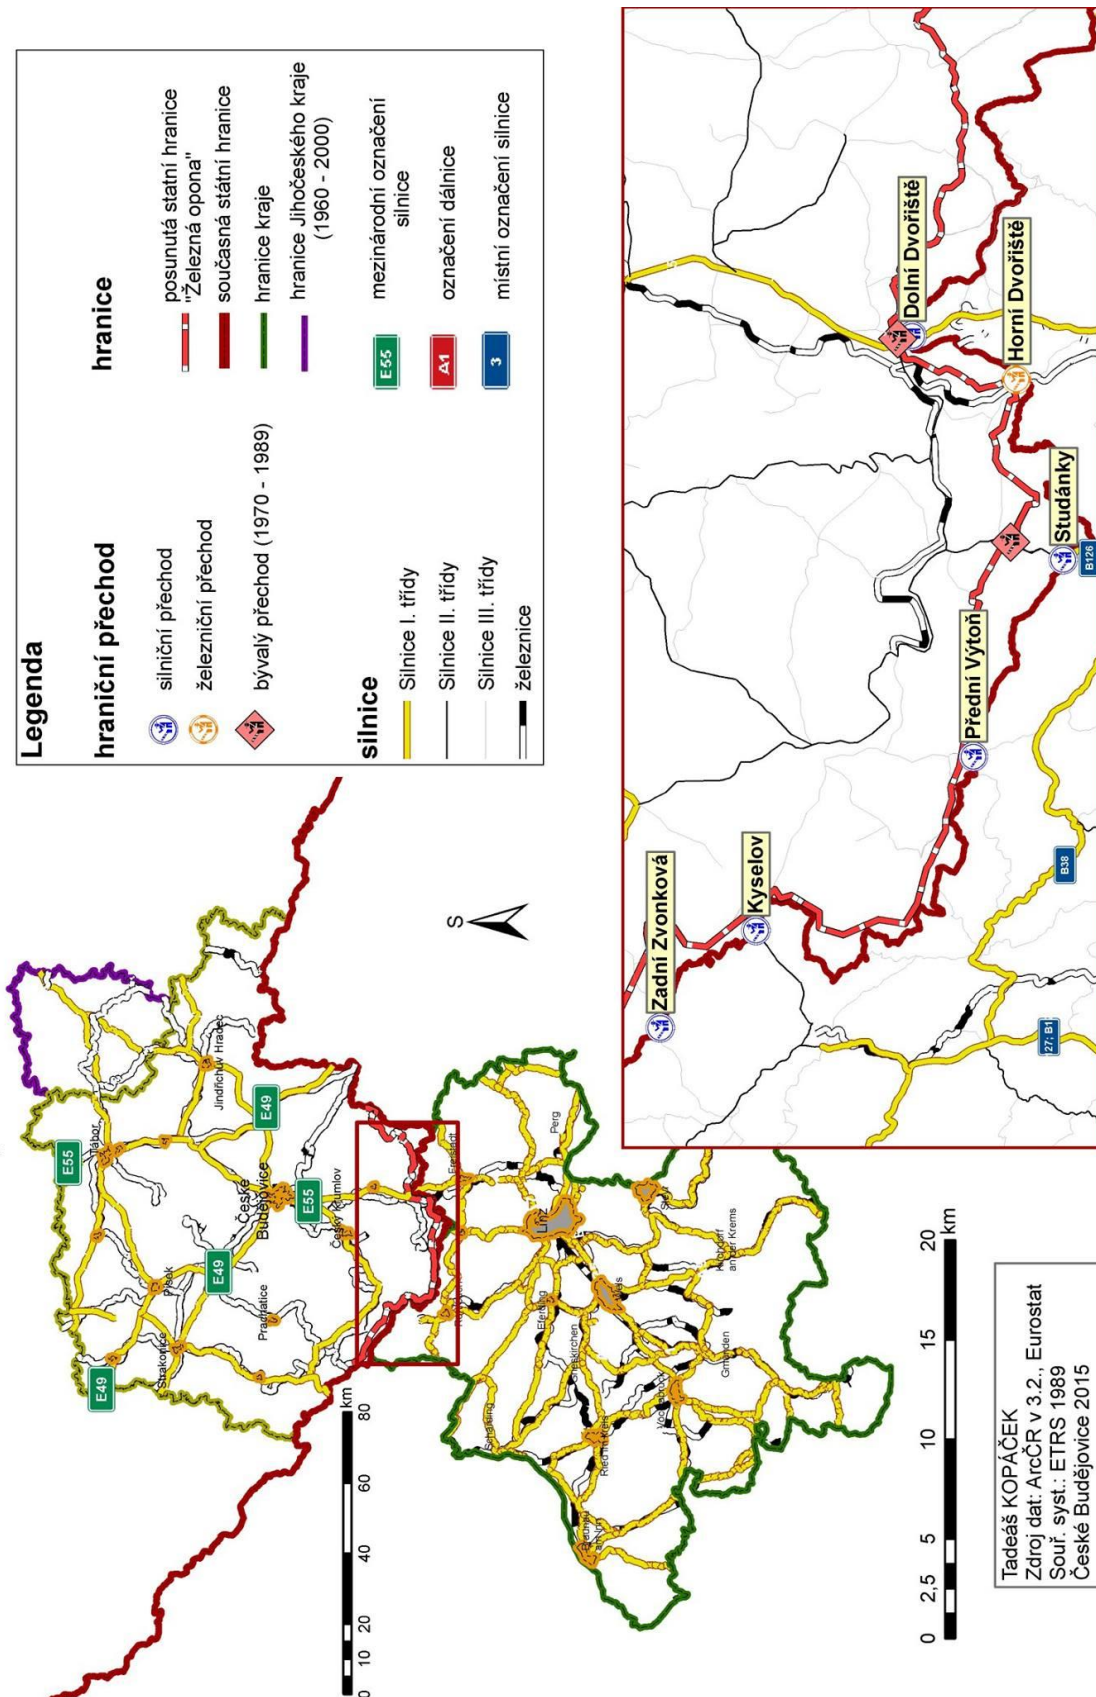 Legenda
hraniční přechod
silniční přechod
železniční přechod
bývalý přechod (1970 - 1989)
silnice
Silnice I. třídy
Silnice II. třídy
Silnice III. třídy
železnice
hranice
posunutá statní hranice
"Železná opona"
současná státní hranice
hranice kraje
hranice Jihočeského kraje
(1960 - 2000)
E55
mezinárodní označení
silnice
A1
označení dálnice
3
místní označení silnice
S
E55
Tábor
E49
Písek
Strakonice
E49
Jindřichův Hradec
E49
České
Budějovice
Prachatice
E55
Český Krumlov
Freistadt
Perg
Linz
Eferding
Schärding
Grieskirchen
Ried im Kreis
Braunau
am Inn
Vöcklabruck
Gmunden
Kirchdorf
an der Krems
0 10 20 40 60 80
km
Zadní Zvonková
Kyselov
Přední Výtoň
Studánky
Horní Dvořiště
Dolní Dvořiště
B126
B38
27; B1
0 2,5 5 10 15 20
km
Tadeáš KOPÁČEK
Zdroj dat: ArcČR v 3.2., Eurostat
Souř. syst.: ETRS 1989
České Budějovice 2015